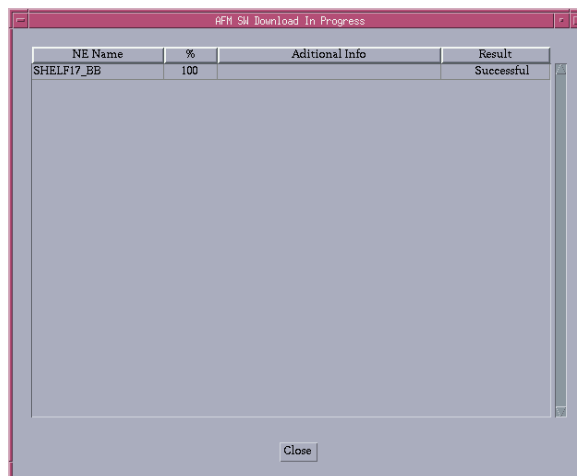 AFM SW Download In Progress
NE Name % Aditional Info Result
SHELF17_BB 100 Successful
Close